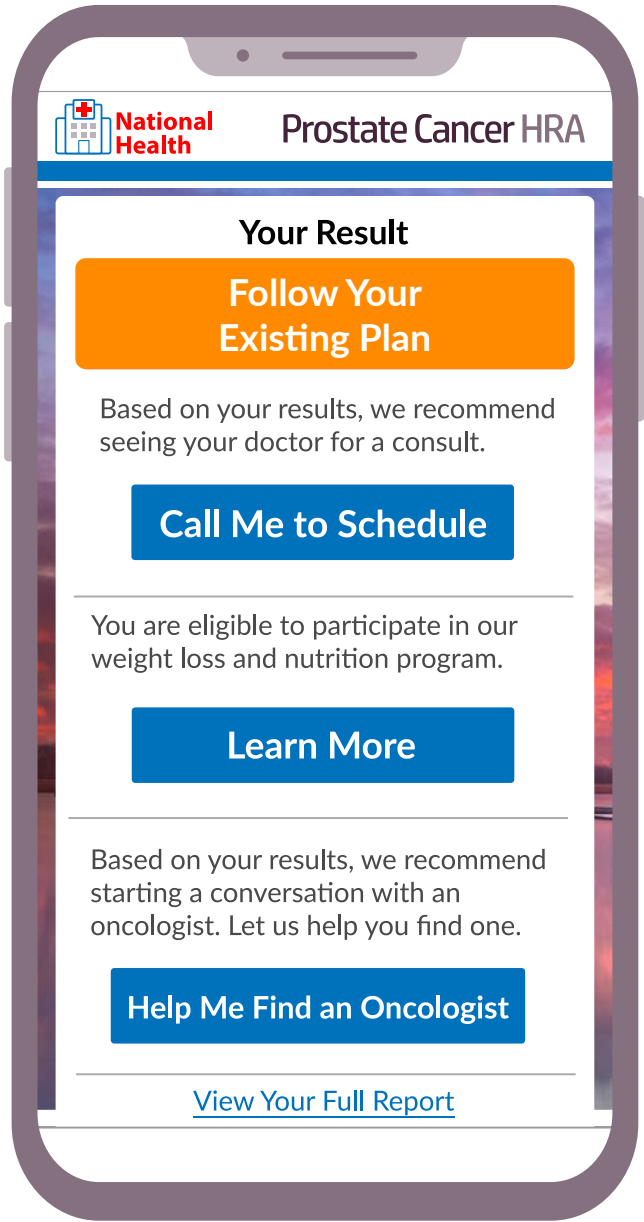 National
Health
Prostate Cancer HRA
Your Result
Follow Your
Existing Plan
Based on your results, we recommend
seeing your doctor for a consult.
Call Me to Schedule
You are eligible to participate in our
weight loss and nutrition program.
Learn More
Based on your results, we recommend
starting a conversation with an
oncologist. Let us help you find one.
Help Me Find an Oncologist
View Your Full Report